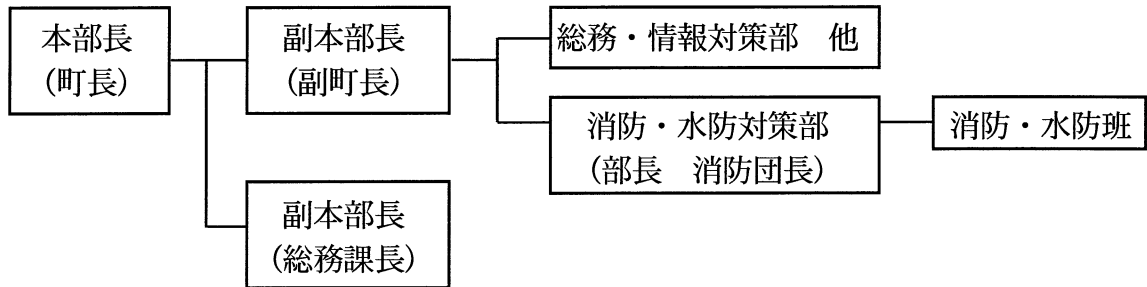 本部長
(町長)
副本部長
(副町長)
総務・情報対策部　他
消防・水防対策部
(部長　消防団長)
消防・水防班
副本部長
(総務課長)